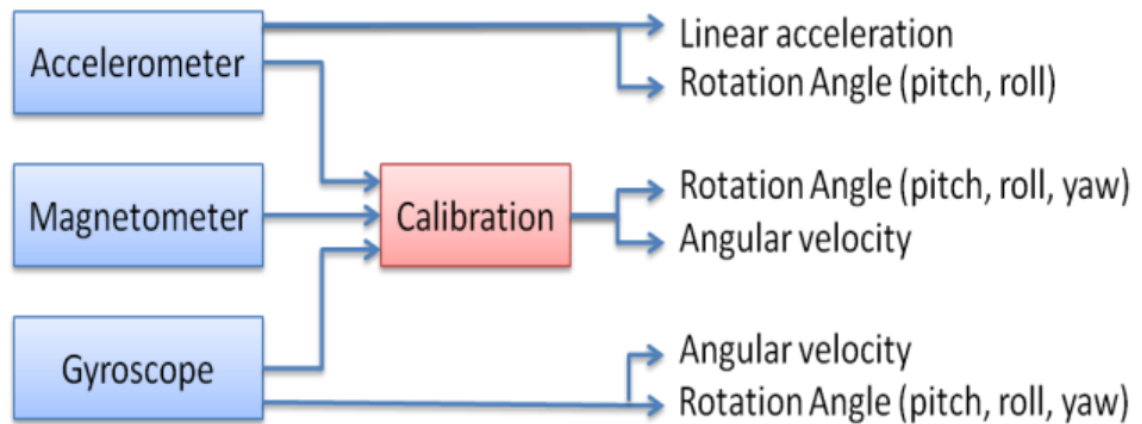 Accelerometer
Linear acceleration
Rotation Angle (pitch, roll)
Magnetometer
Calibration
Rotation Angle (pitch, roll, yaw)
Angular velocity
Gyroscope
Angular velocity
Rotation Angle (pitch, roll, yaw)